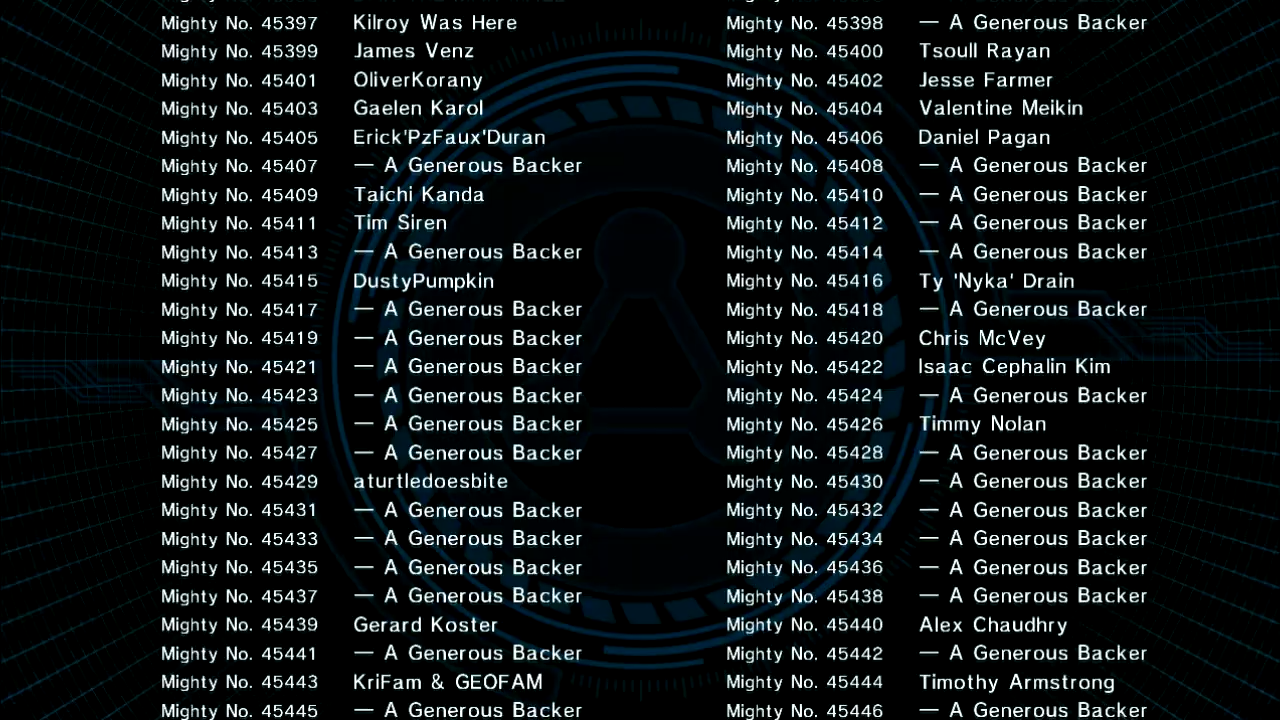 Mighty No. 45397 Kilroy Was Here Mighty No. 45398 — A Generous Backer
Mighty No. 45399 James Venz Mighty No. 45400 Tsoull Rayan
Mighty No. 45401 OliverKorany Mighty No. 45402 Jesse Farmer
Mighty No. 45403 Gaelen Karol Mighty No. 45404 Valentine Meikin
Mighty No. 45405 Erick'PzFaux'Duran Mighty No. 45406 Daniel Pagan
Mighty No. 45407 — A Generous Backer Mighty No. 45408 — A Generous Backer
Mighty No. 45409 Taichi Kanda Mighty No. 45410 — A Generous Backer
Mighty No. 45411 Tim Siren Mighty No. 45412 — A Generous Backer
Mighty No. 45413 — A Generous Backer Mighty No. 45414 — A Generous Backer
Mighty No. 45415 DustyPumpkin Mighty No. 45416 Ty 'Nyka' Drain
Mighty No. 45417 — A Generous Backer Mighty No. 45418 — A Generous Backer
Mighty No. 45419 — A Generous Backer Mighty No. 45420 Chris McVey
Mighty No. 45421 — A Generous Backer Mighty No. 45422 Isaac Cephalin Kim
Mighty No. 45423 — A Generous Backer Mighty No. 45424 — A Generous Backer
Mighty No. 45425 — A Generous Backer Mighty No. 45426 Timmy Nolan
Mighty No. 45427 — A Generous Backer Mighty No. 45428 — A Generous Backer
Mighty No. 45429 aturtledoesbite Mighty No. 45430 — A Generous Backer
Mighty No. 45431 — A Generous Backer Mighty No. 45432 — A Generous Backer
Mighty No. 45433 — A Generous Backer Mighty No. 45434 — A Generous Backer
Mighty No. 45435 — A Generous Backer Mighty No. 45436 — A Generous Backer
Mighty No. 45437 — A Generous Backer Mighty No. 45438 — A Generous Backer
Mighty No. 45439 Gerard Koster Mighty No. 45440 Alex Chaudhry
Mighty No. 45441 — A Generous Backer Mighty No. 45442 — A Generous Backer
Mighty No. 45443 KriFam & GEOFAM Mighty No. 45444 Timothy Armstrong
Mighty No. 45445 — A Generous Backer Mighty No. 45446 — A Generous Backer